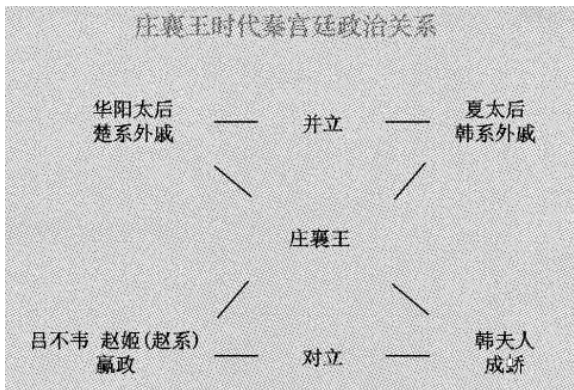 庄襄王时代秦宫廷政治关系
华阳太后
楚系外戚
并立
夏太后
韩系外戚
庄襄王
吕不韦 赵姬(赵系)
嬴政
对立
韩夫人
成蟜